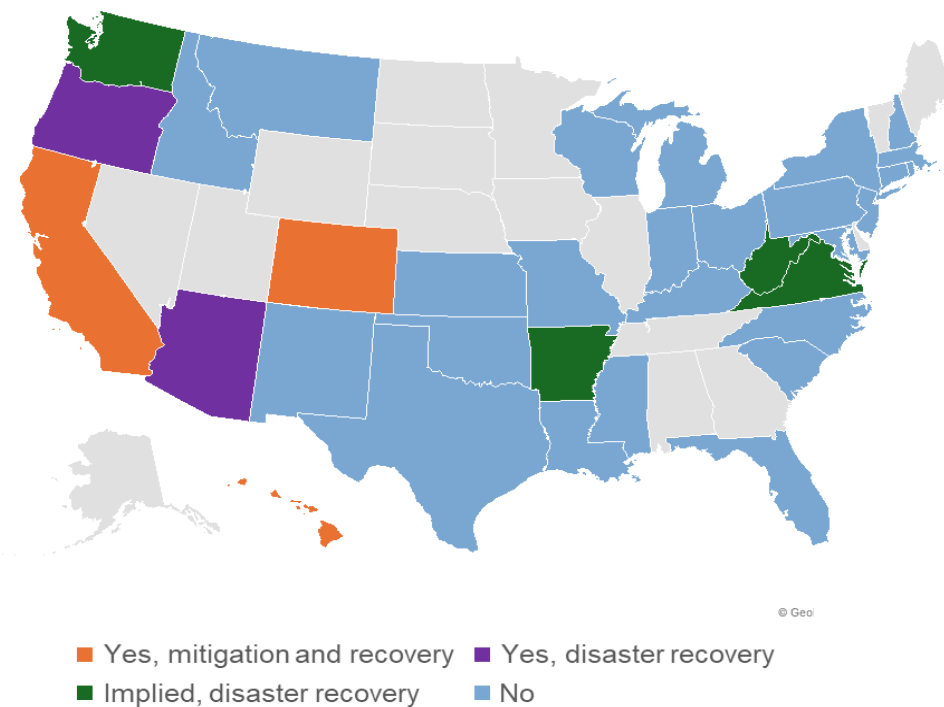 © Geo
Yes, mitigation and recovery
Yes, disaster recovery
Implied, disaster recovery
No